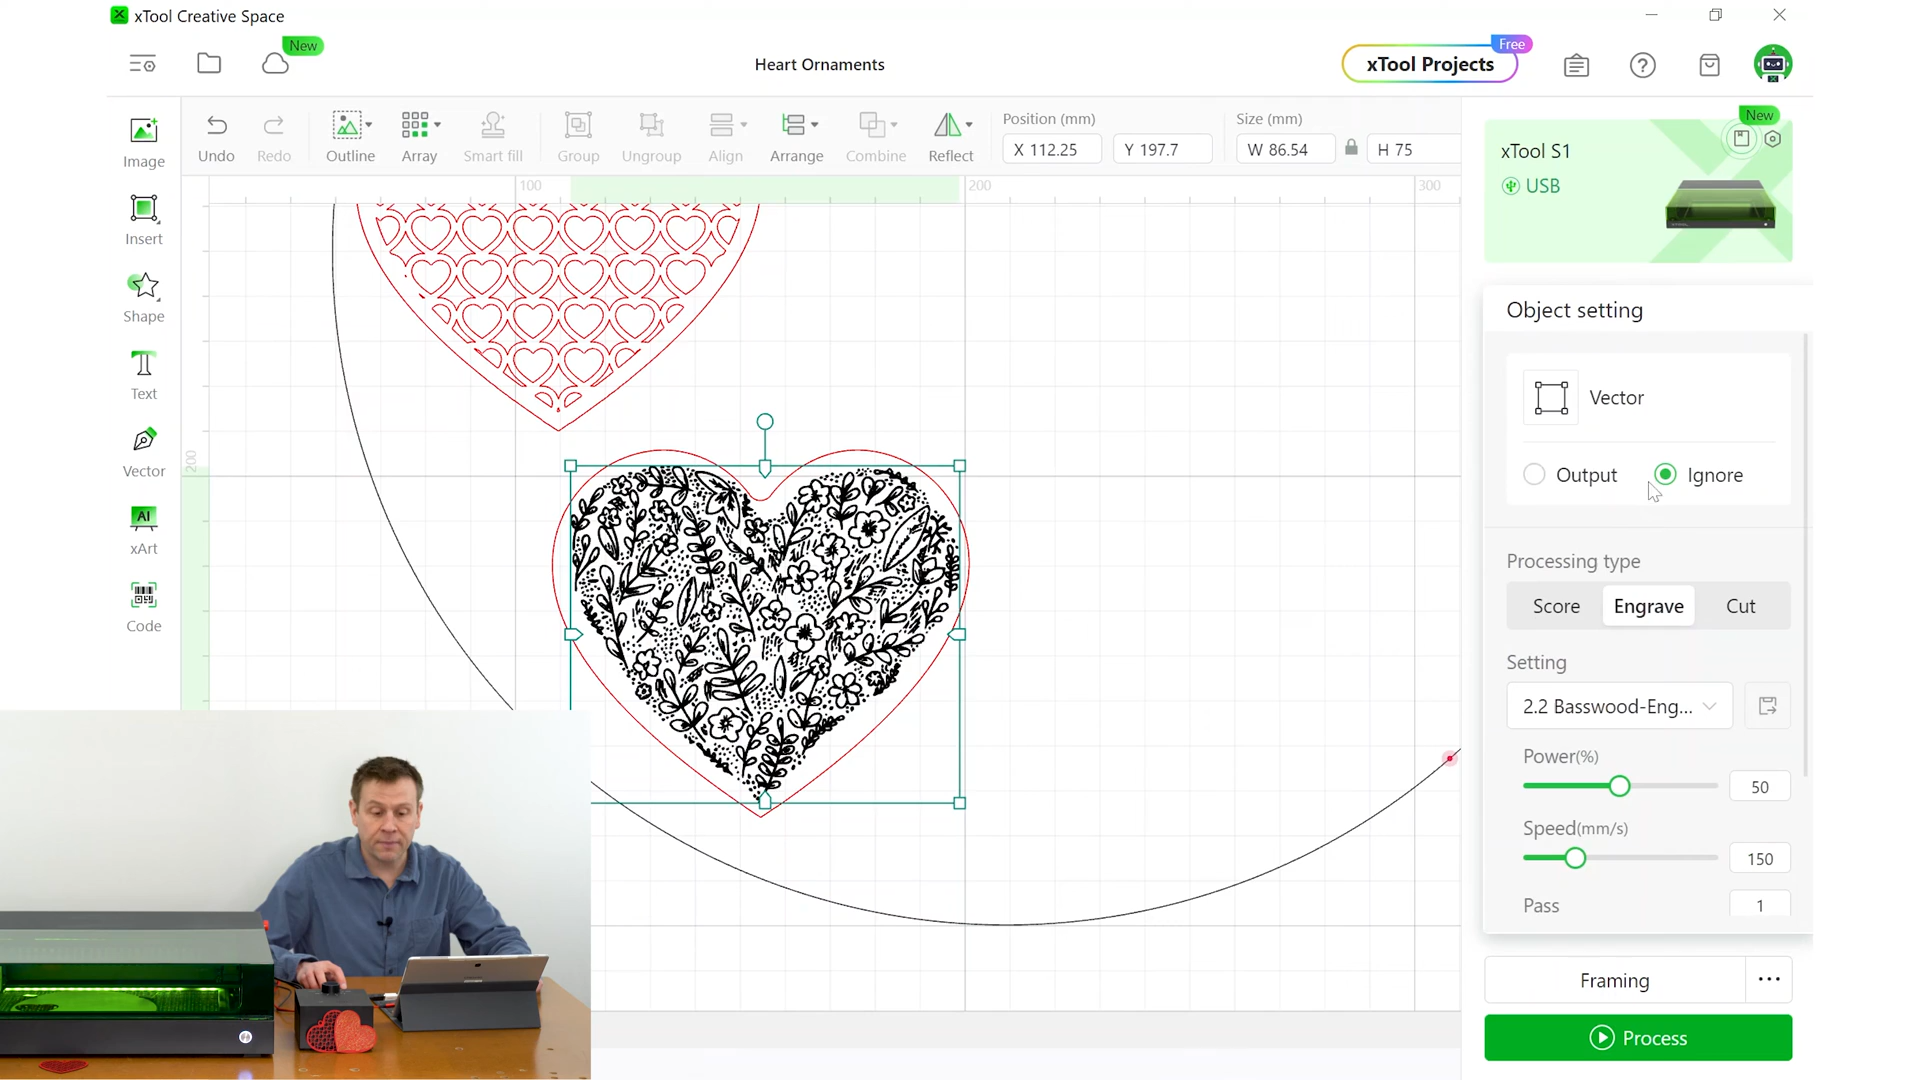 xTool Creative Space
New
Heart Ornaments
Free
xTool Projects
Undo
Redo
Outline
Array
Smart fill
Group
Ungroup
Align
Arrange
Combine
Reflect
Position (mm)
X 112.25
Y 197.7
Size (mm)
W 86.54
H 75
Image
Insert
Shape
Text
Vector
AI
xArt
Code
100
200
300
200
New
xTool S1
USB
Object setting
Vector
Output
Ignore
Processing type
Score
Engrave
Cut
Setting
2.2 Basswood-Eng...
Power(%)
50
Speed(mm/s)
150
Pass
1
Framing
Process